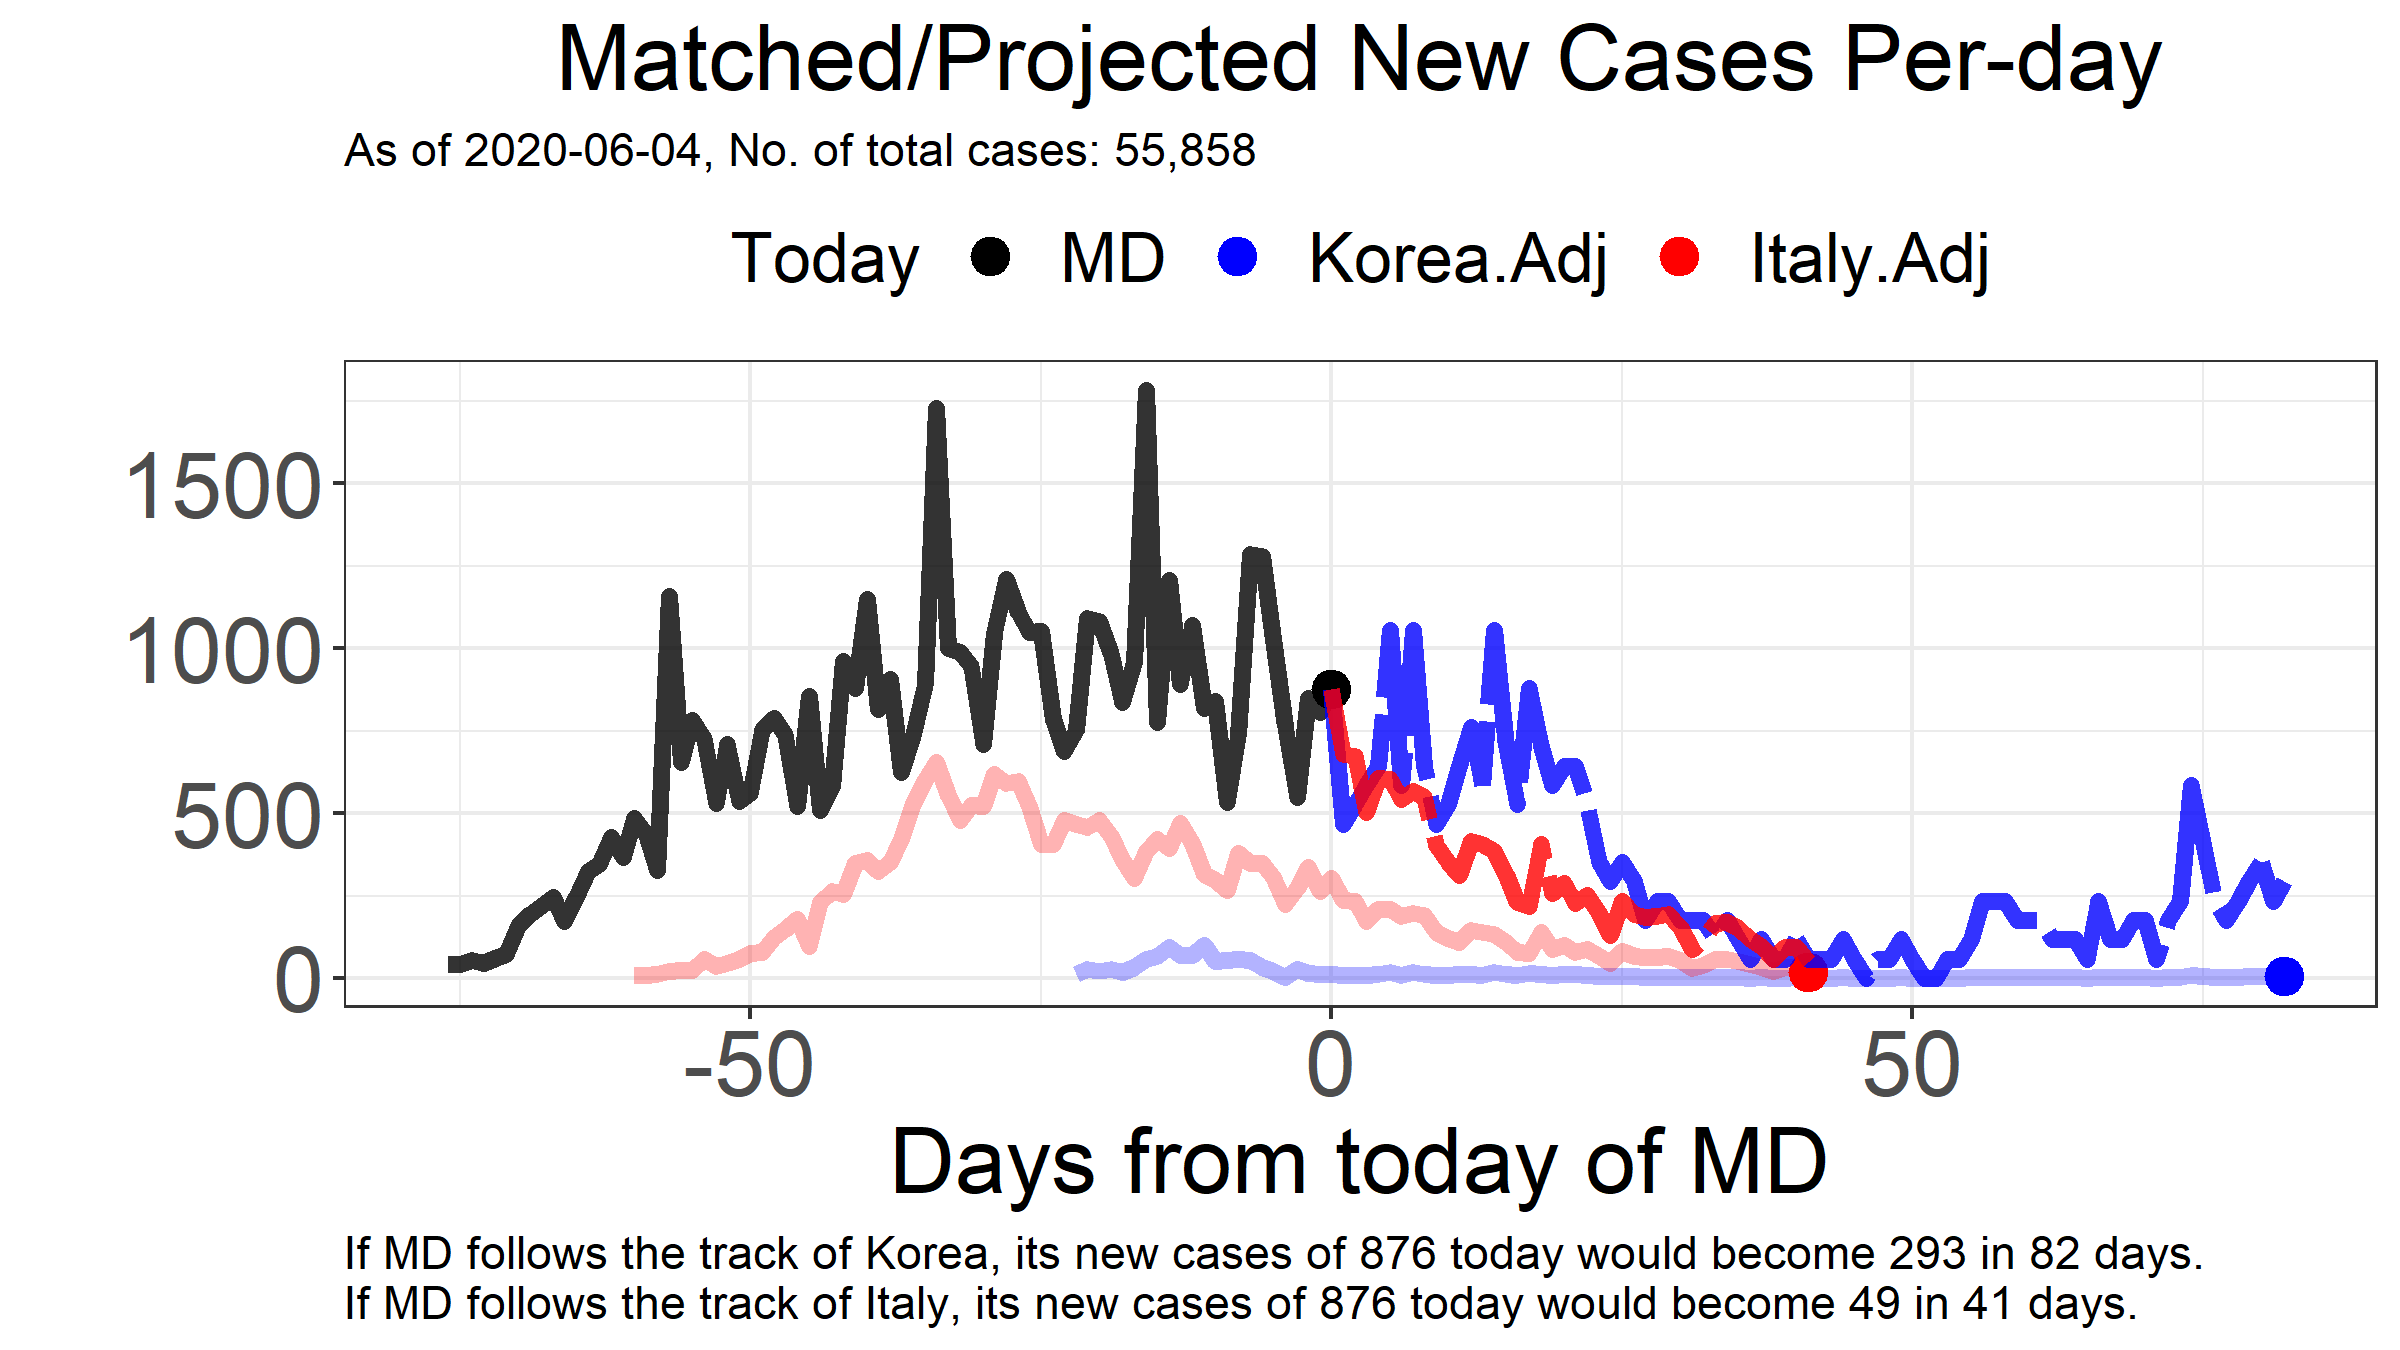 Matched/Projected New Cases Per-day
As of 2020-06-04, No. of total cases: 55,858
Today MD Korea.Adj Italy.Adj
1500
1000
500
0
-50 0 50
Days from today of MD
If MD follows the track of Korea, its new cases of 876 today would become 293 in 82 days.
If MD follows the track of Italy, its new cases of 876 today would become 49 in 41 days.